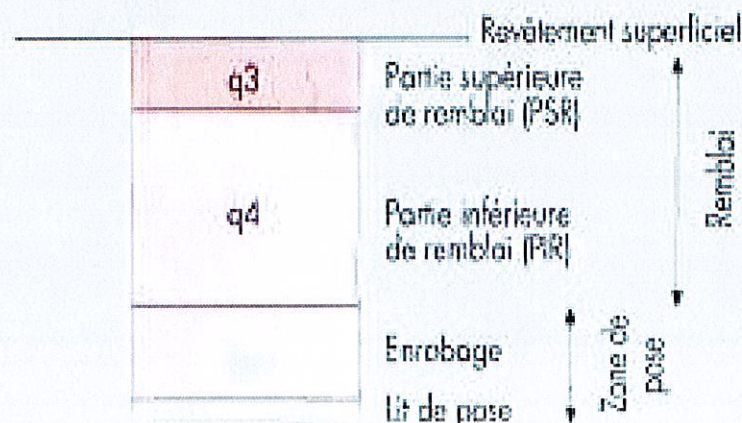 Revêtement superficiel
q3
Partie supérieure
de remblai (PSR)
q4
Partie inférieure
de remblai (PIR)
Remblai
Enrobage
Lit de pose
Zone de
pose